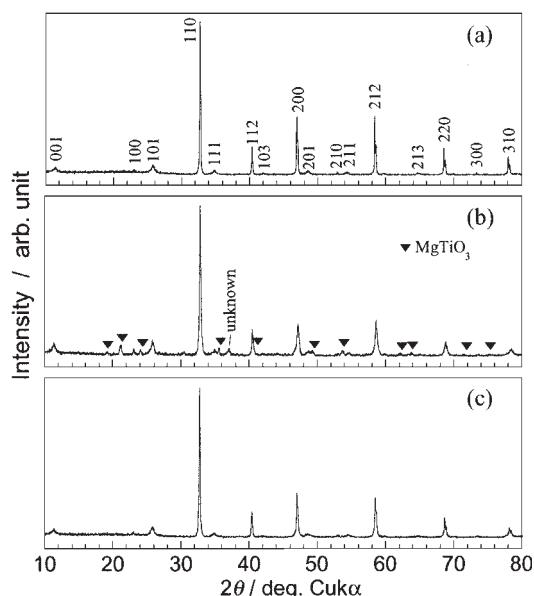 (a)
110
001
100
101
111
112
103
200
201
210
211
212
213
220
300
310
(b)
▼ MgTiO3
unknown
(c)
Intensity / arb. unit
10 20 30 40 50 60 70 80
2θ / deg. Cukα